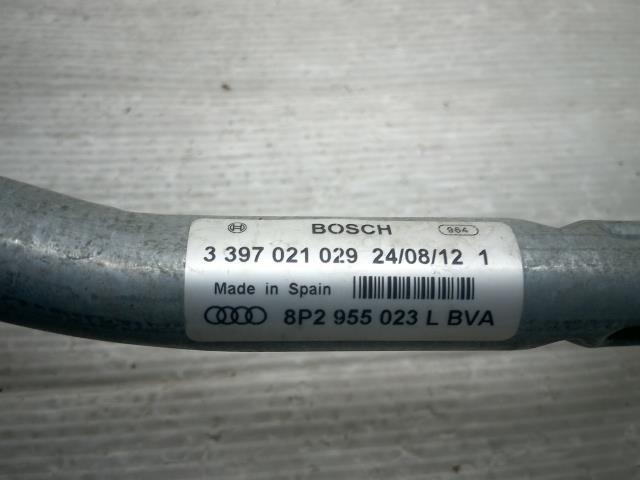 BOSCH 964
3 397 021 029 24/08/12 1
Made in Spain
8P2 955 023 L BVA